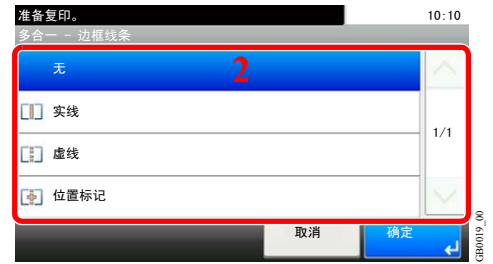 准备复印。
10:10
多合一 - 边框线条
无
2
实线
1/1
虚线
位置标记
取消
确定
GB0019_00